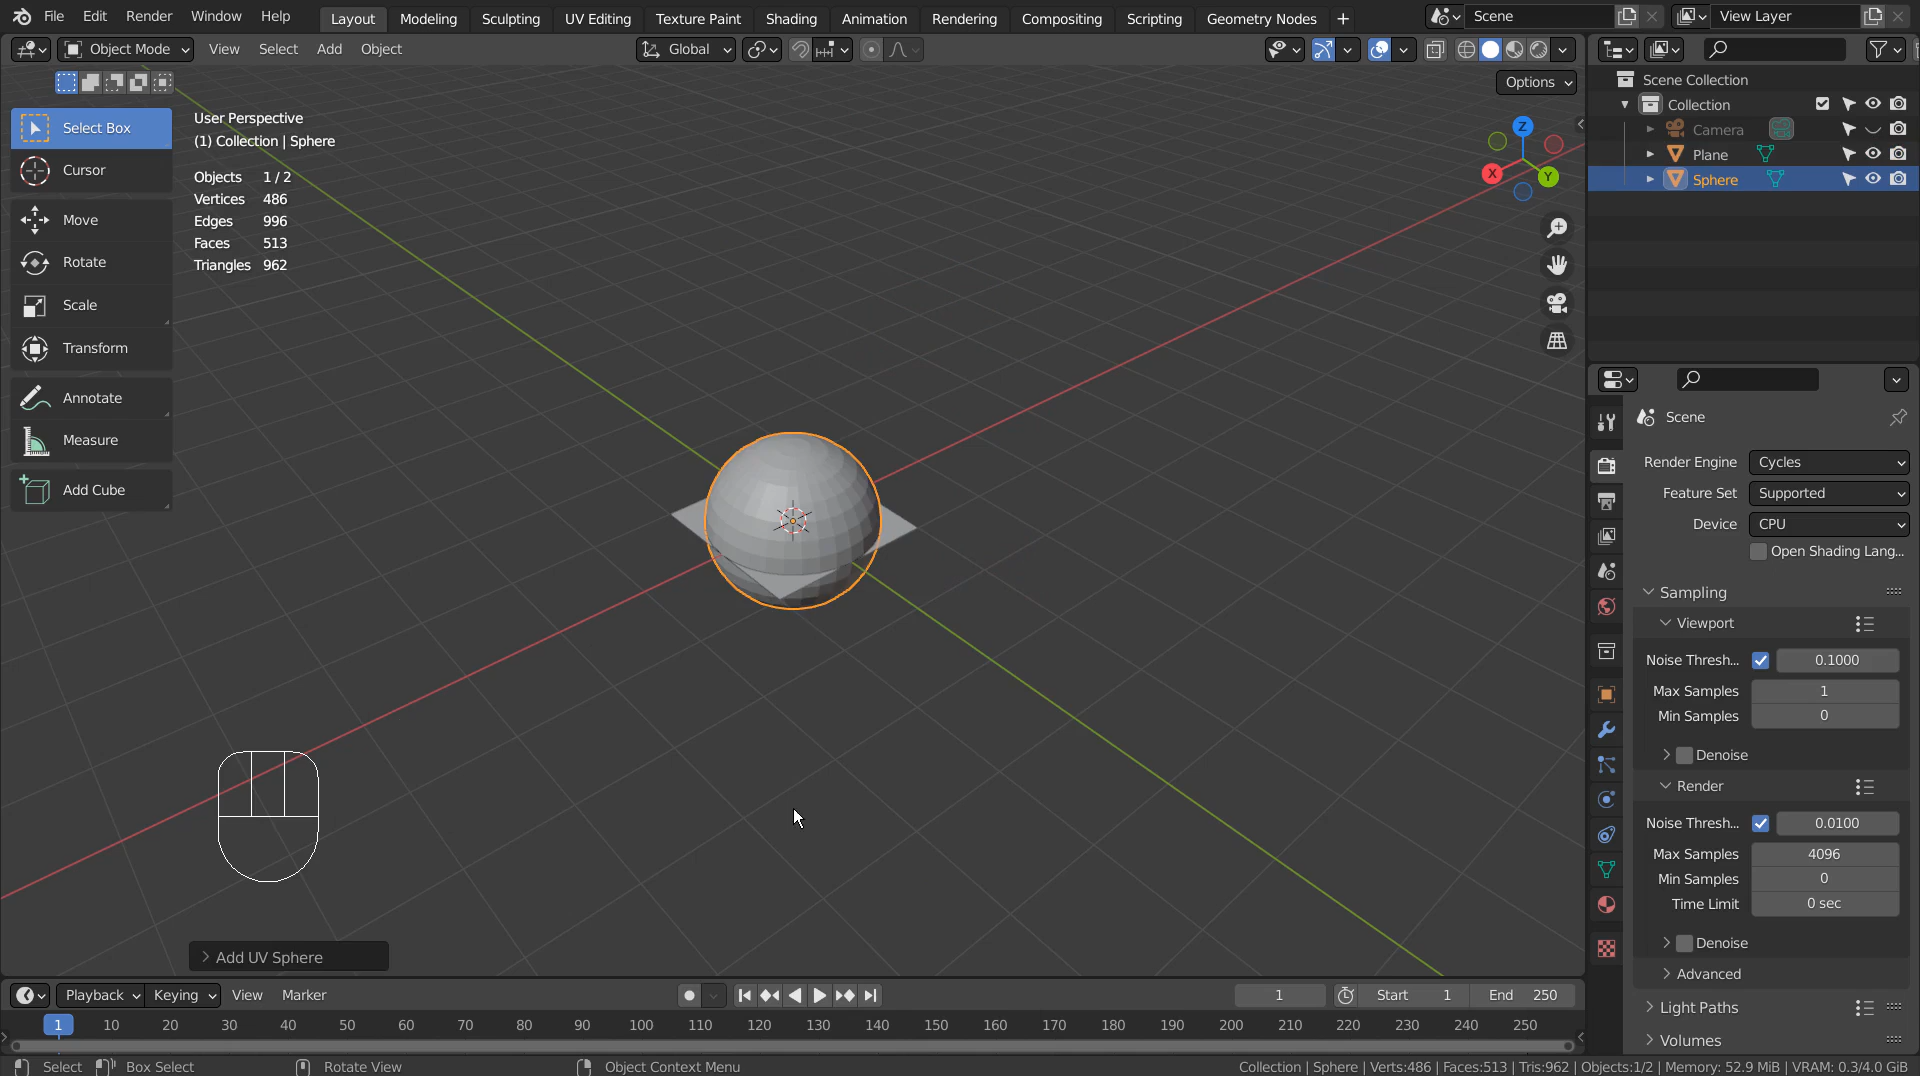 File Edit Render Window Help Layout Modeling Sculpting UV Editing Texture Paint Shading Animation Rendering Compositing Scripting Geometry Nodes + Scene View Layer
Object Mode View Select Add Object Global
Options
Select Box
Cursor
Move
Rotate
Scale
Transform
Annotate
Measure
Add Cube
User Perspective
(1) Collection | Sphere
Objects 1 / 2
Vertices 486
Edges 996
Faces 513
Triangles 962
Z
X
Y
Add UV Sphere
Scene Collection
Collection
Camera
Plane
Sphere
Scene
Render Engine Cycles
Feature Set Supported
Device CPU
Open Shading Lang...
Sampling
Viewport
Noise Thresh... 0.1000
Max Samples 1
Min Samples 0
Denoise
Render
Noise Thresh... 0.0100
Max Samples 4096
Min Samples 0
Time Limit 0 sec
Denoise
Advanced
Light Paths
Volumes
Playback Keying View Marker 1 Start 1 End 250
1 10 20 30 40 50 60 70 80 90 100 110 120 130 140 150 160 170 180 190 200 210 220 230 240 250
Select Box Select Rotate View Object Context Menu Collection | Sphere | Verts:486 | Faces:513 | Tris:962 | Objects:1/2 | Memory: 52.9 MiB | VRAM: 0.3/4.0 GiB